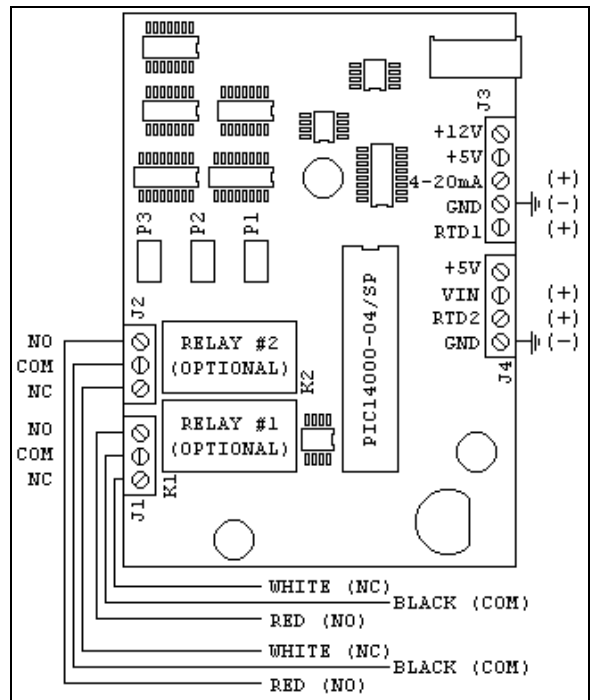 J3
+12V
+5V
4-20mA (+)
GND (-)
RTD1 (+)
P3 P2 P1
+5V
VIN (+)
RTD2 (+)
GND (-)
J4
PIC14000-04/SP
J2
NO
COM
NC
RELAY #2
(OPTIONAL)
K2
NO
COM
NC
RELAY #1
(OPTIONAL)
K1
J1
WHITE (NC)
BLACK (COM)
RED (NO)
WHITE (NC)
BLACK (COM)
RED (NO)